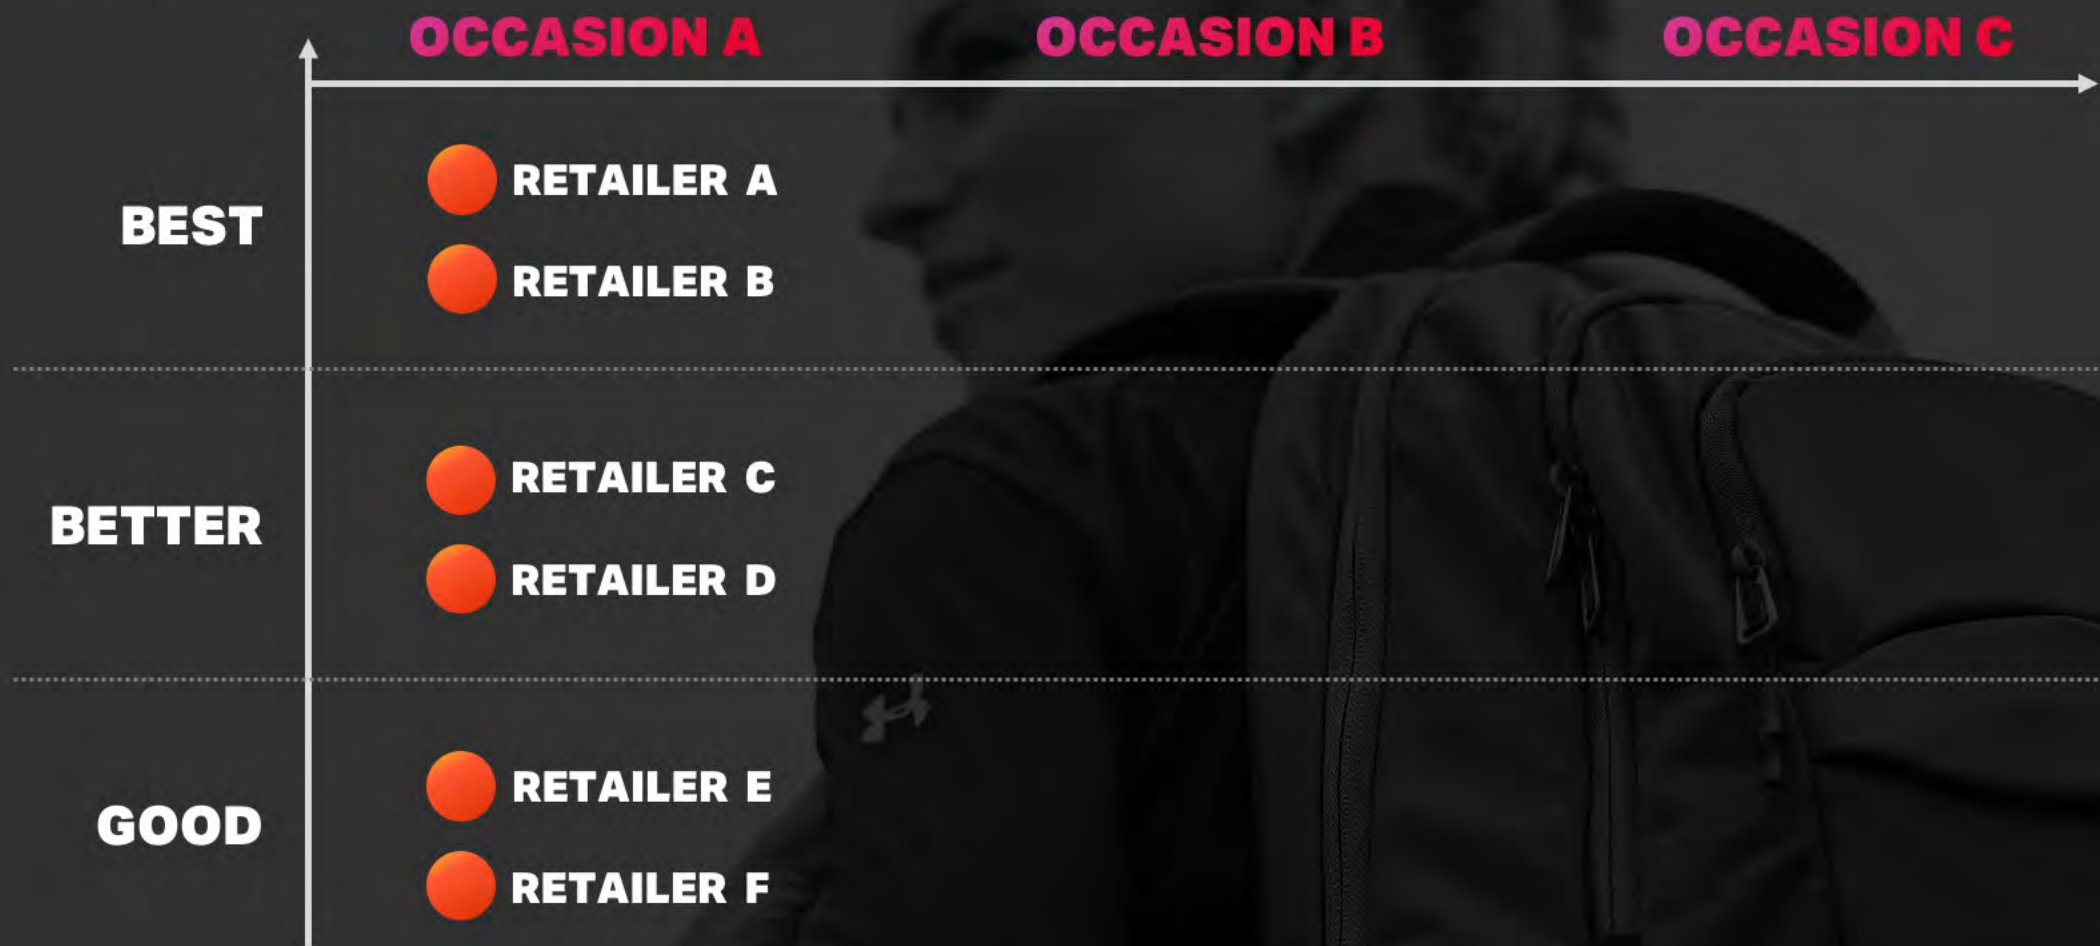 OCCASION A OCCASION B OCCASION C
BEST
RETAILER A
RETAILER B
BETTER
RETAILER C
RETAILER D
GOOD
RETAILER E
RETAILER F